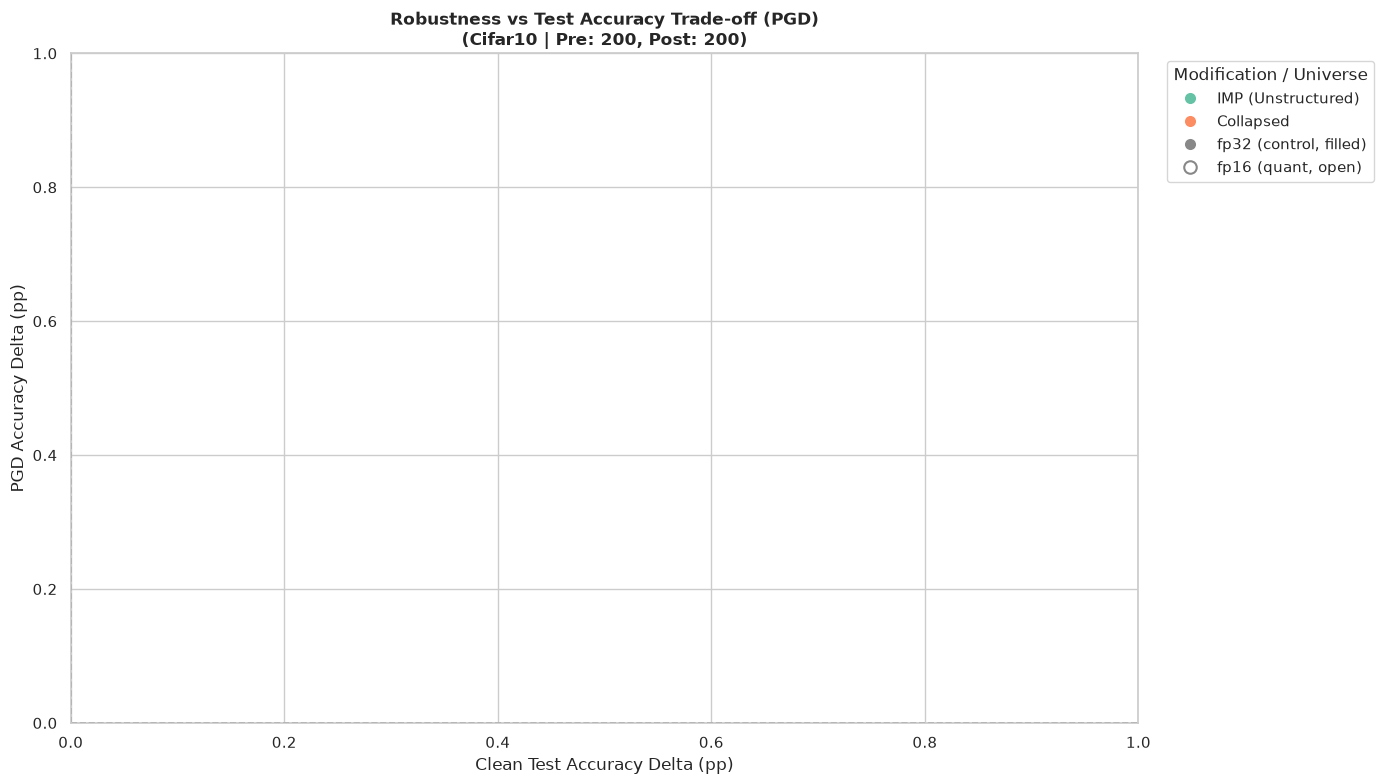 Robustness vs Test Accuracy Trade-off (PGD)
(Cifar10 | Pre: 200, Post: 200)
Modification / Universe
IMP (Unstructured)
Collapsed
fp32 (control, filled)
fp16 (quant, open)
PGD Accuracy Delta (pp)
1.0
0.8
0.6
0.4
0.2
0.0
0.0 0.2 0.4 0.6 0.8 1.0
Clean Test Accuracy Delta (pp)